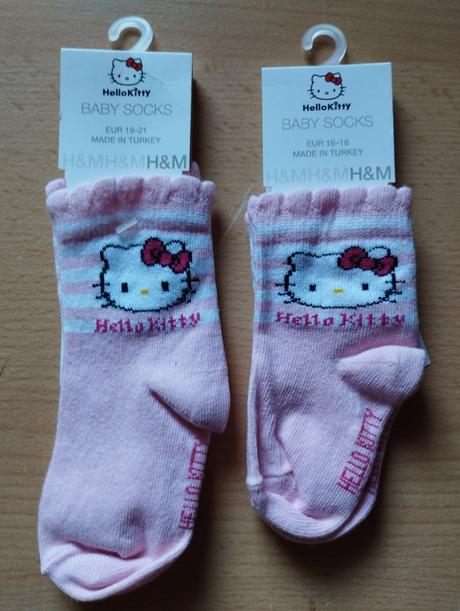 HelloKitty
BABY SOCKS
EUR 19-21
MADE IN TURKEY
H&MH&MH&M
Hello Kitty
HELLO KITTY
HelloKitty
BABY SOCKS
EUR 16-18
MADE IN TURKEY
H&MH&MH&M
Hello Kitty
HELLO KITTY